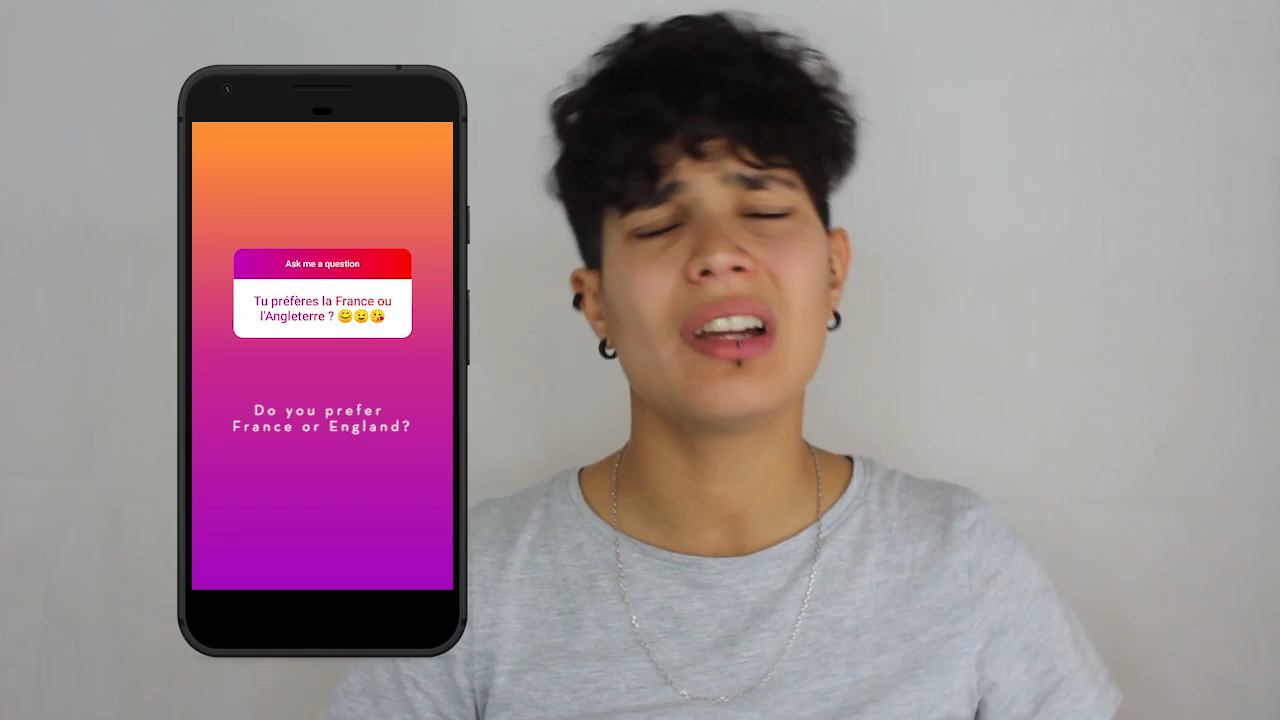 Ask me a question
Tu préfères la France ou
l'Angleterre ? 😊😉😘
Do you prefer
France or England?